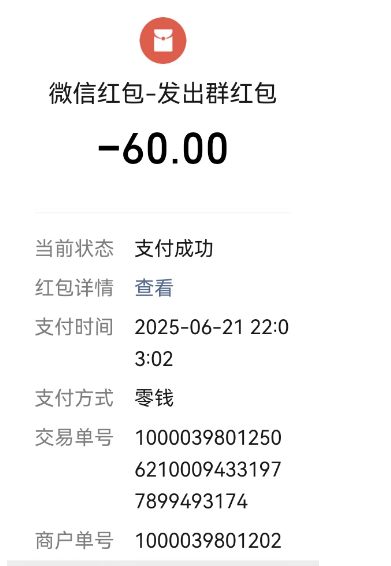 微信红包-发出群红包
-60.00
当前状态 支付成功
红包详情 查看
支付时间 2025-06-21 22:0
3:02
支付方式 零钱
交易单号 1000039801250
6210009433197
7899493174
商户单号 1000039801202